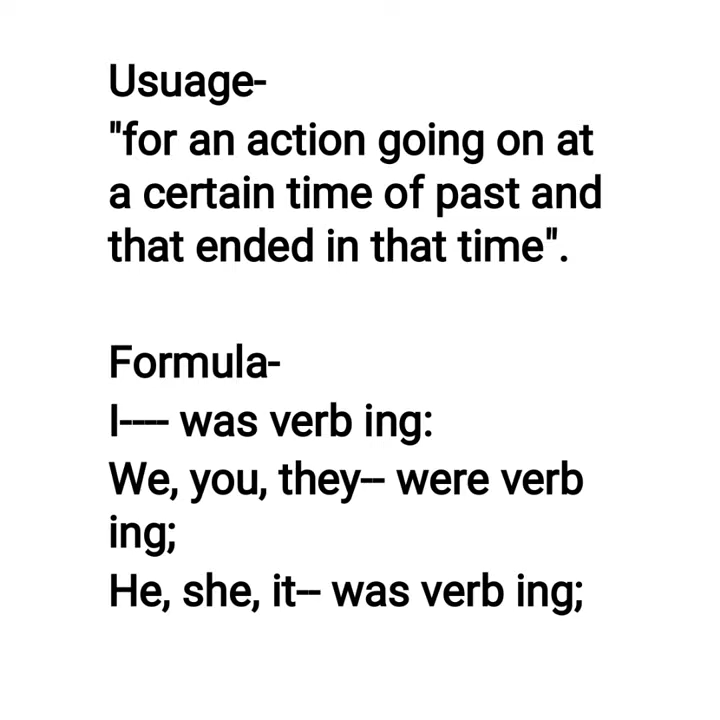 Usuage-
"for an action going on at
a certain time of past and
that ended in that time".
Formula-
I---- was verb ing:
We, you, they-- were verb
ing;
He, she, it-- was verb ing;